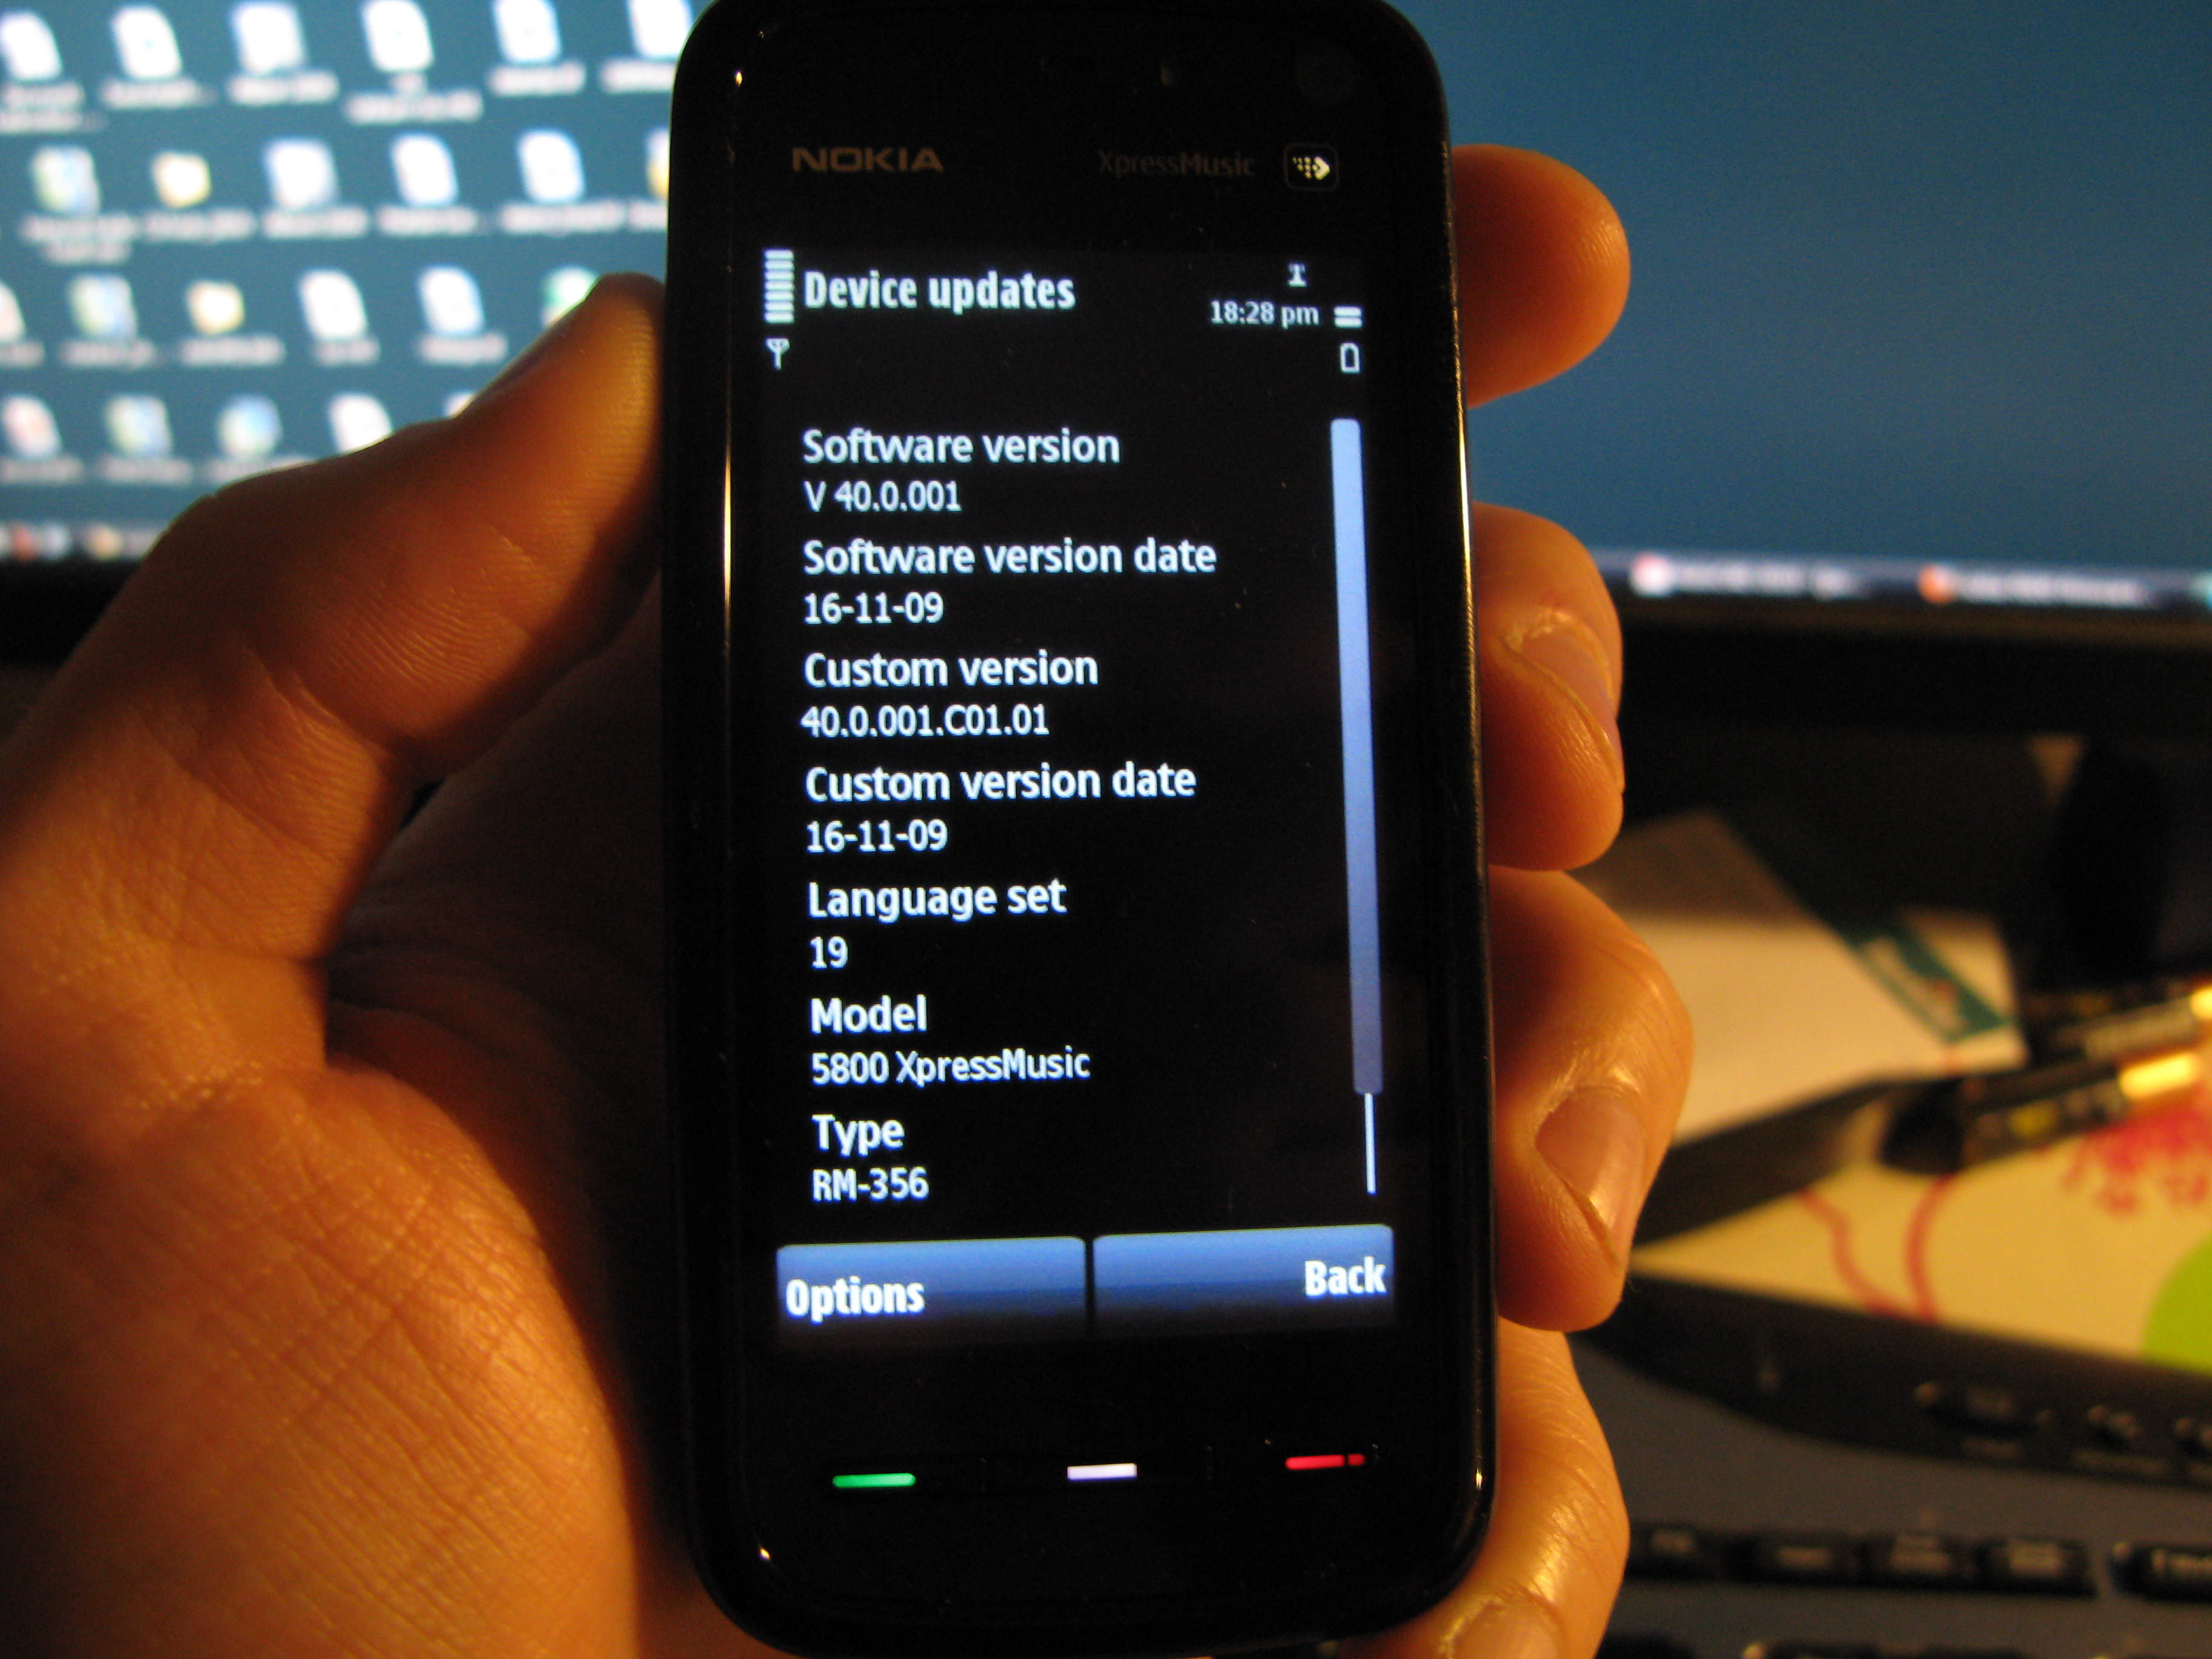 NOKIA
XpressMusic
Device updates
18:28 pm
Software version
V 40.0.001
Software version date
16-11-09
Custom version
40.0.001.C01.01
Custom version date
16-11-09
Language set
19
Model
5800 XpressMusic
Type
RM-356
Options
Back